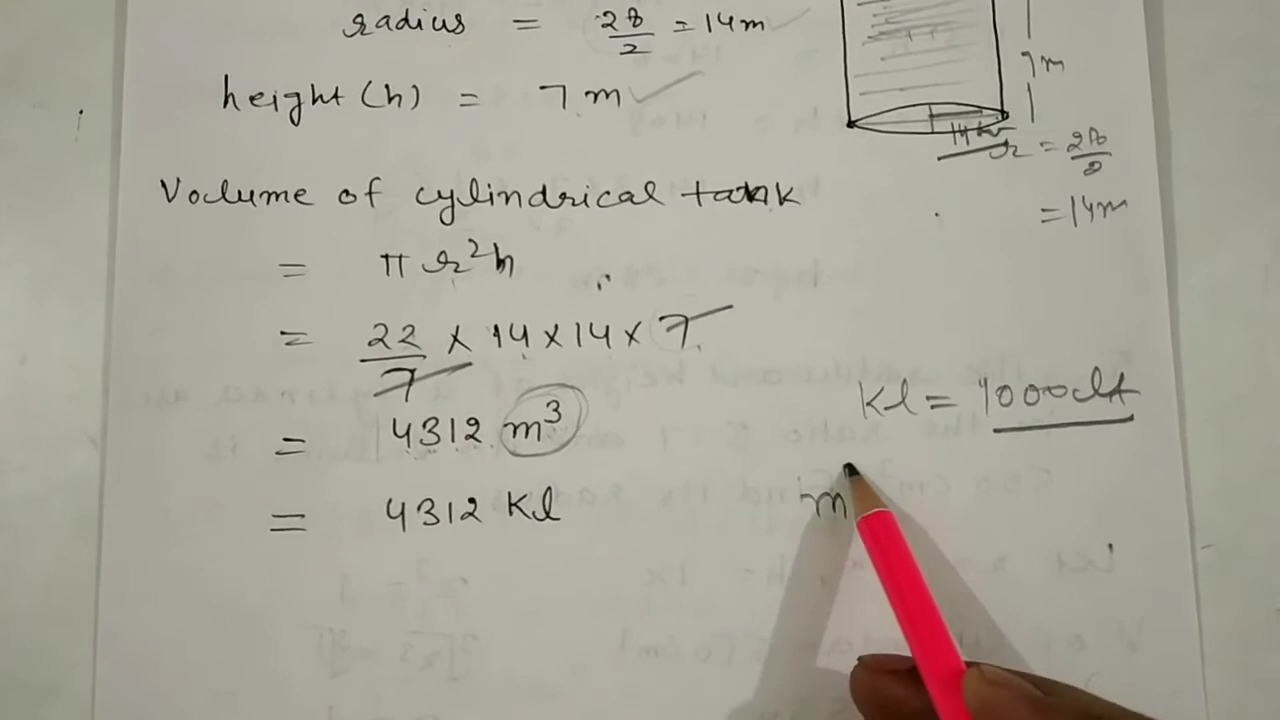 radius = 28/2 = 14m
height (h) = 7 m
7m
r = 28/2
= 14m
Volume of cylindrical tank
= π r²h
= 22/7 × 14 × 14 × 7
= 4312 m³
Kl = 1000 lt
= 4312 Kl
m